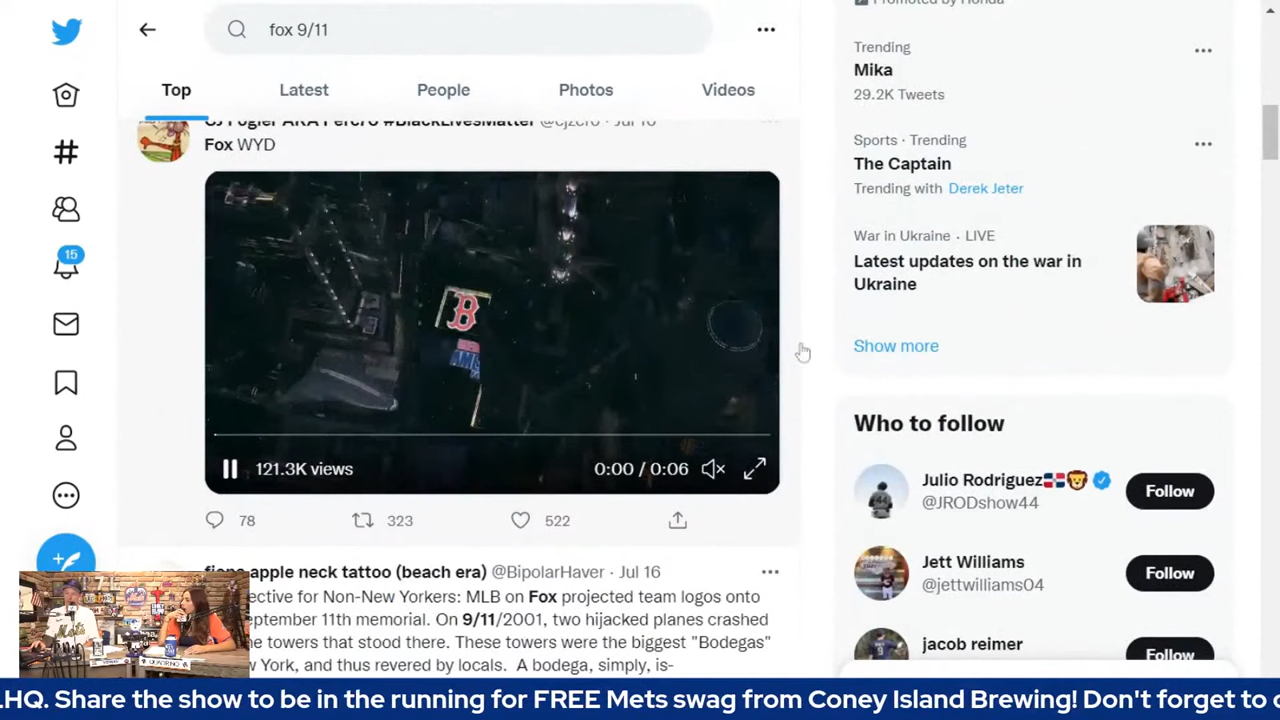 fox 9/11
Top
Latest
People
Photos
Videos
CJ Fogler AKA Perc70 #BlackLivesMatter @cjzero · Jul 16
Fox WYD
B
121.3K views
0:00 / 0:06
78
323
522
15
apple neck tattoo (beach era) @BipolarHaver · Jul 16
ective for Non-New Yorkers: MLB on Fox projected team logos onto
eptember 11th memorial. On 9/11/2001, two hijacked planes crashed
e towers that stood there. These towers were the biggest "Bodegas"
w York, and thus revered by locals. A bodega, simply, is-
Promoted by Honda
Trending
Mika
29.2K Tweets
Sports · Trending
The Captain
Trending with Derek Jeter
War in Ukraine · LIVE
Latest updates on the war in
Ukraine
Show more
Who to follow
Julio Rodriguez
@JRODshow44
Follow
Jett Williams
@jettwilliams04
Follow
jacob reimer
Follow
Mets
.HQ. Share the show to be in the running for FREE Mets swag from Coney Island Brewing! Don't forget to